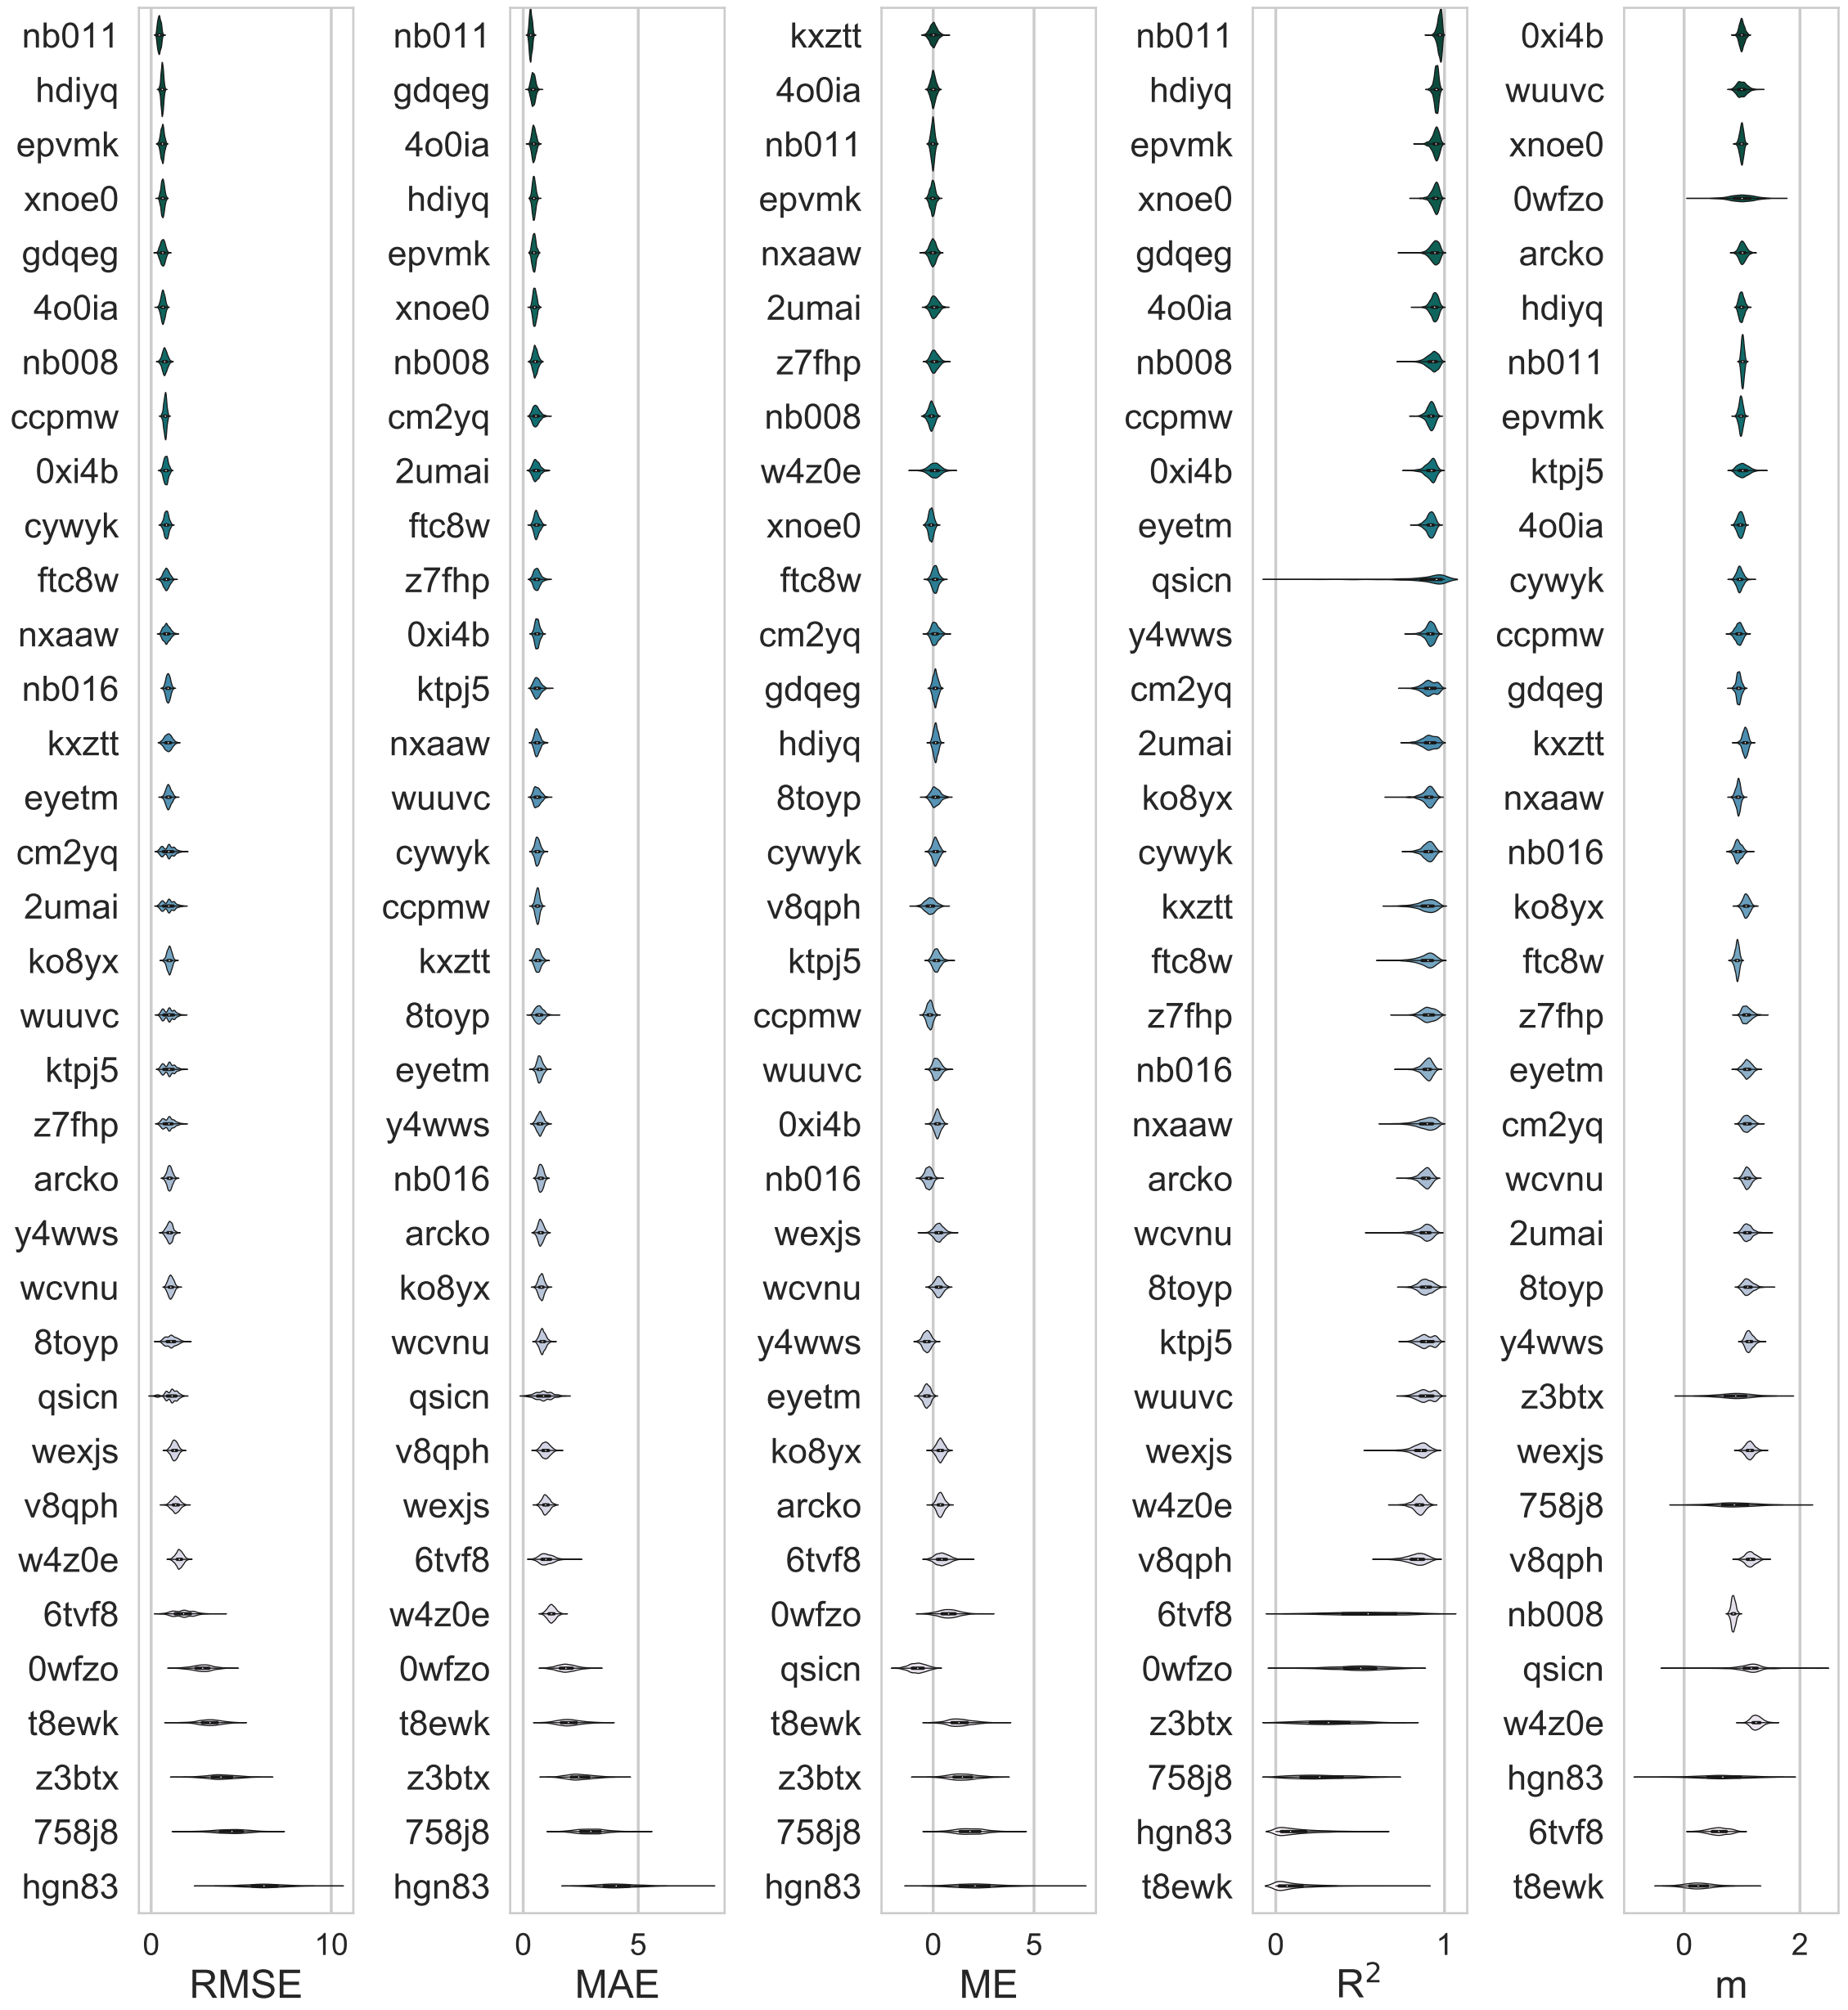 nb011 nb011 kxztt nb011 0xi4b
hdiyq gdqeg 4o0ia hdiyq wuuvc
epvmk 4o0ia nb011 epvmk xnoe0
xnoe0 hdiyq epvmk xnoe0 0wfzo
gdqeg epvmk nxaaw gdqeg arcko
4o0ia xnoe0 2umai 4o0ia hdiyq
nb008 nb008 z7fhp nb008 nb011
ccpmw cm2yq nb008 ccpmw epvmk
0xi4b 2umai w4z0e 0xi4b ktpj5
cywyk ftc8w xnoe0 eyetm 4o0ia
ftc8w z7fhp ftc8w qsicn cywyk
nxaaw 0xi4b cm2yq y4wws ccpmw
nb016 ktpj5 gdqeg cm2yq gdqeg
kxztt nxaaw hdiyq 2umai kxztt
eyetm wuuvc 8toyp ko8yx nxaaw
cm2yq cywyk cywyk cywyk nb016
2umai ccpmw v8qph kxztt ko8yx
ko8yx kxztt ktpj5 ftc8w ftc8w
wuuvc 8toyp ccpmw z7fhp z7fhp
ktpj5 eyetm wuuvc nb016 eyetm
z7fhp y4wws 0xi4b nxaaw cm2yq
arcko nb016 nb016 arcko wcvnu
y4wws arcko wexjs wcvnu 2umai
wcvnu ko8yx wcvnu 8toyp 8toyp
8toyp wcvnu y4wws ktpj5 y4wws
qsicn qsicn eyetm wuuvc z3btx
wexjs v8qph ko8yx wexjs wexjs
v8qph wexjs arcko w4z0e 758j8
w4z0e 6tvf8 6tvf8 v8qph v8qph
6tvf8 w4z0e 0wfzo 6tvf8 nb008
0wfzo 0wfzo qsicn 0wfzo qsicn
t8ewk t8ewk t8ewk z3btx w4z0e
z3btx z3btx z3btx 758j8 hgn83
758j8 758j8 758j8 hgn83 6tvf8
hgn83 hgn83 hgn83 t8ewk t8ewk
0 10 0 5 0 5 0 1 0 2
RMSE MAE ME R² m